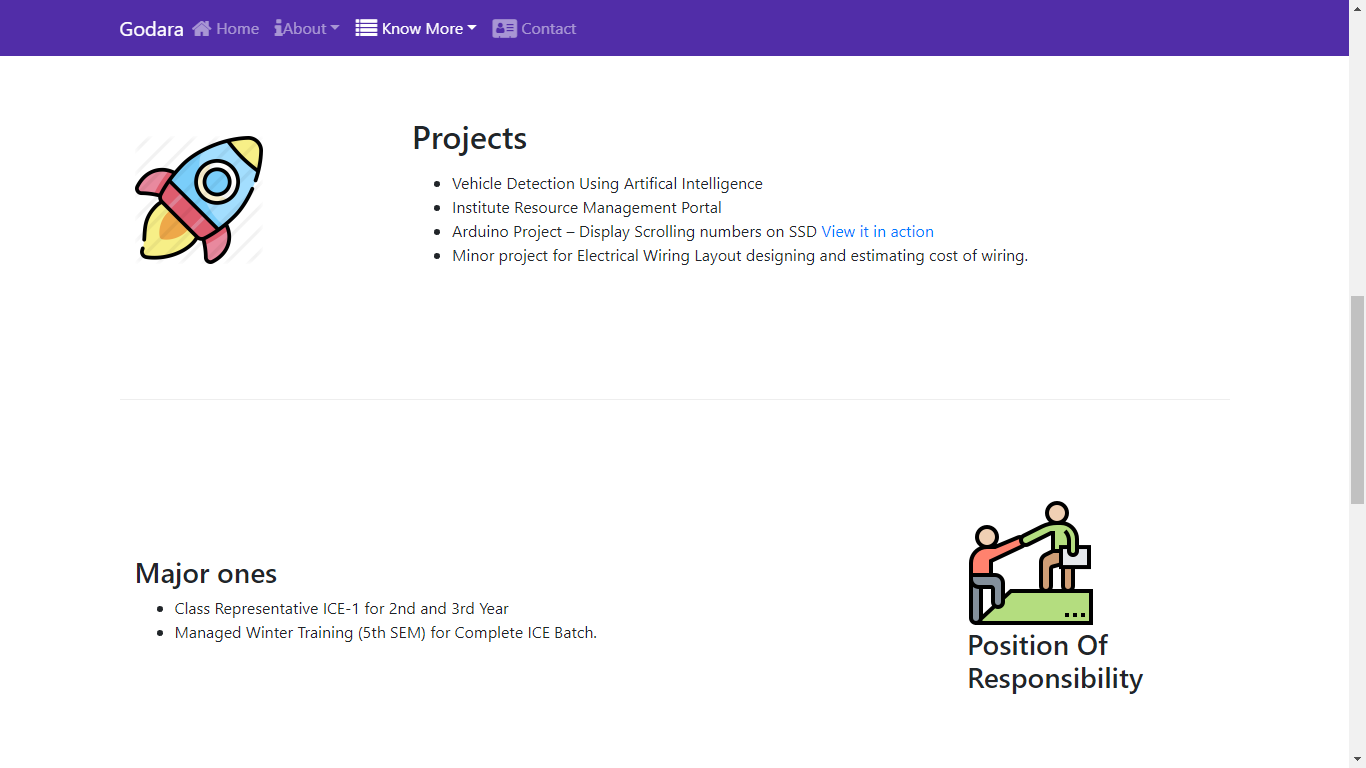 Godara Home About Know More Contact
Projects
Vehicle Detection Using Artifical Intelligence
Institute Resource Management Portal
Arduino Project – Display Scrolling numbers on SSD View it in action
Minor project for Electrical Wiring Layout designing and estimating cost of wiring.
Major ones
Class Representative ICE-1 for 2nd and 3rd Year
Managed Winter Training (5th SEM) for Complete ICE Batch.
Position Of
Responsibility